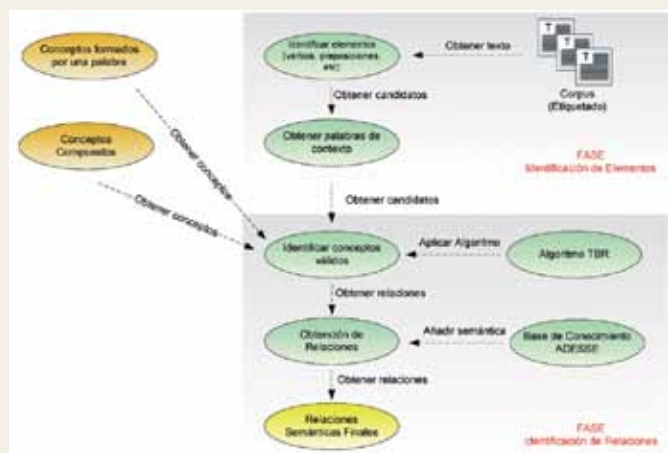 Conceptos formados
por una palabra
Identificar elementos
(verbos, preposiciones,
etc)
Obtener texto
T
T
T
Corpus
(Etiquetado)
Obtener candidatos
Conceptos
Compuestos
Obtener conceptos
Obtener palabras de
contexto
FASE
Identificación de Elementos
Obtener conceptos
Obtener candidatos
Identificar conceptos
válidos
Aplicar Algoritmo
Algoritmo TBR
Obtener relaciones
Obtención de
Relaciones
Añadir semántica
Base de Conocimiento
ADESSE
Obtener relaciones
Relaciones
Semánticas Finales
FASE
Identificación de Relaciones